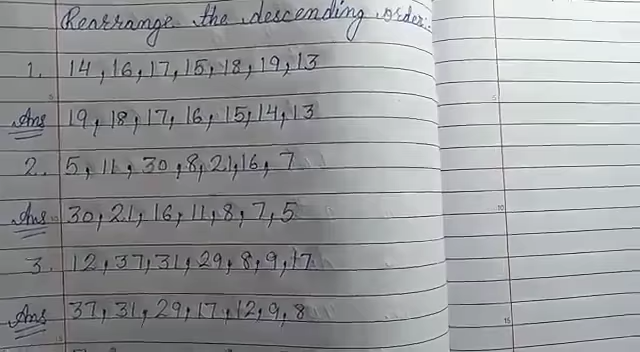 Rearrange the descending order:
1. 14, 16, 17, 15, 18, 19, 13
Ans 19, 18, 17, 16, 15, 14, 13
2. 5, 11, 30, 8, 21, 16, 7
Ans 30, 21, 16, 11, 8, 7, 5
3. 12, 37, 31, 29, 8, 9, 17
Ans 37, 31, 29, 17, 12, 9, 8